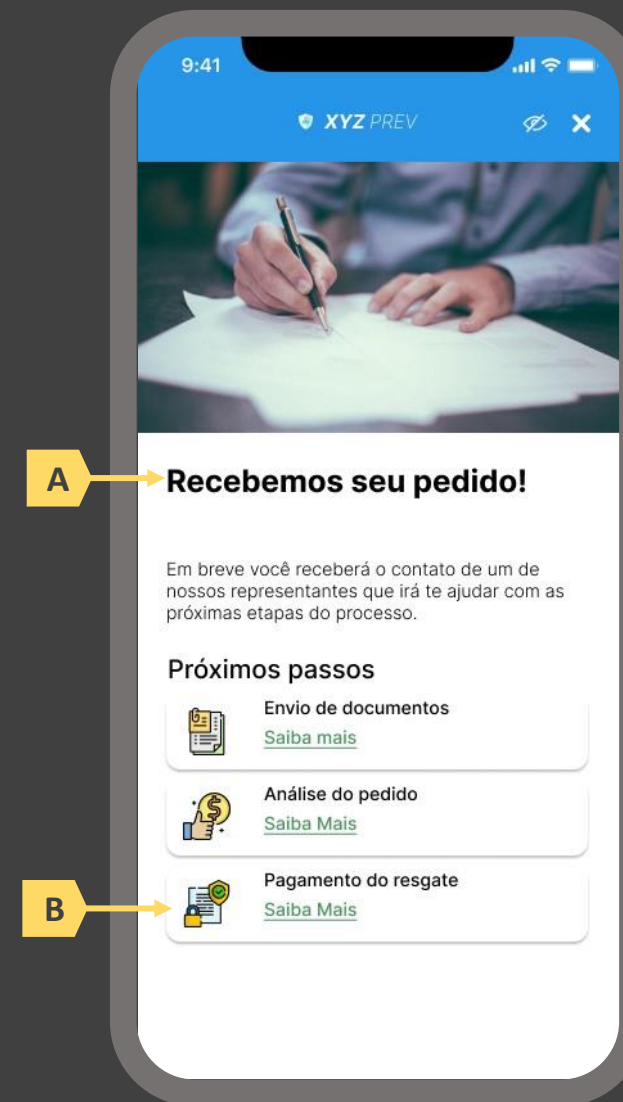 9:41
XYZ PREV
A
Recebemos seu pedido!
Em breve você receberá o contato de um de
nossos representantes que irá te ajudar com as
próximas etapas do processo.
Próximos passos
Envio de documentos
Saiba mais
Análise do pedido
Saiba Mais
B
Pagamento do resgate
Saiba Mais